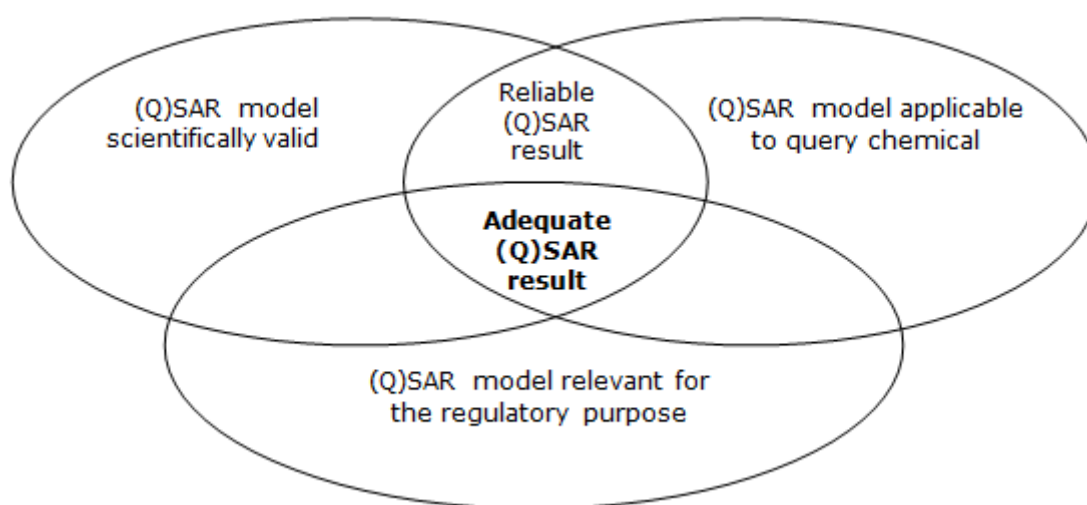 (Q)SAR model
scientifically valid
Reliable
(Q)SAR
result
(Q)SAR model applicable
to query chemical
Adequate
(Q)SAR
result
(Q)SAR model relevant for
the regulatory purpose